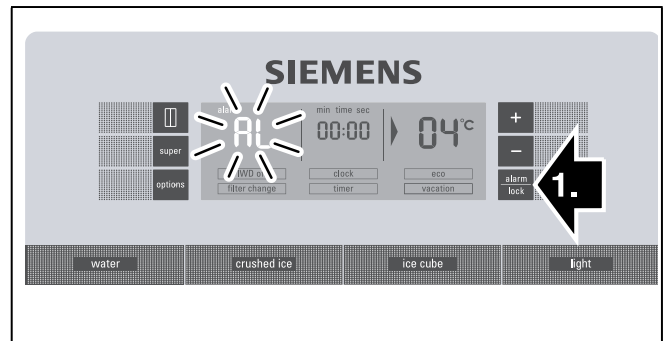 SIEMENS
alarm
min time sec
AL
00:00
04°C
+
super
−
options
alarm
lock
1.
IWD o
clock
eco
filter change
timer
vacation
water
crushed ice
ice cube
light